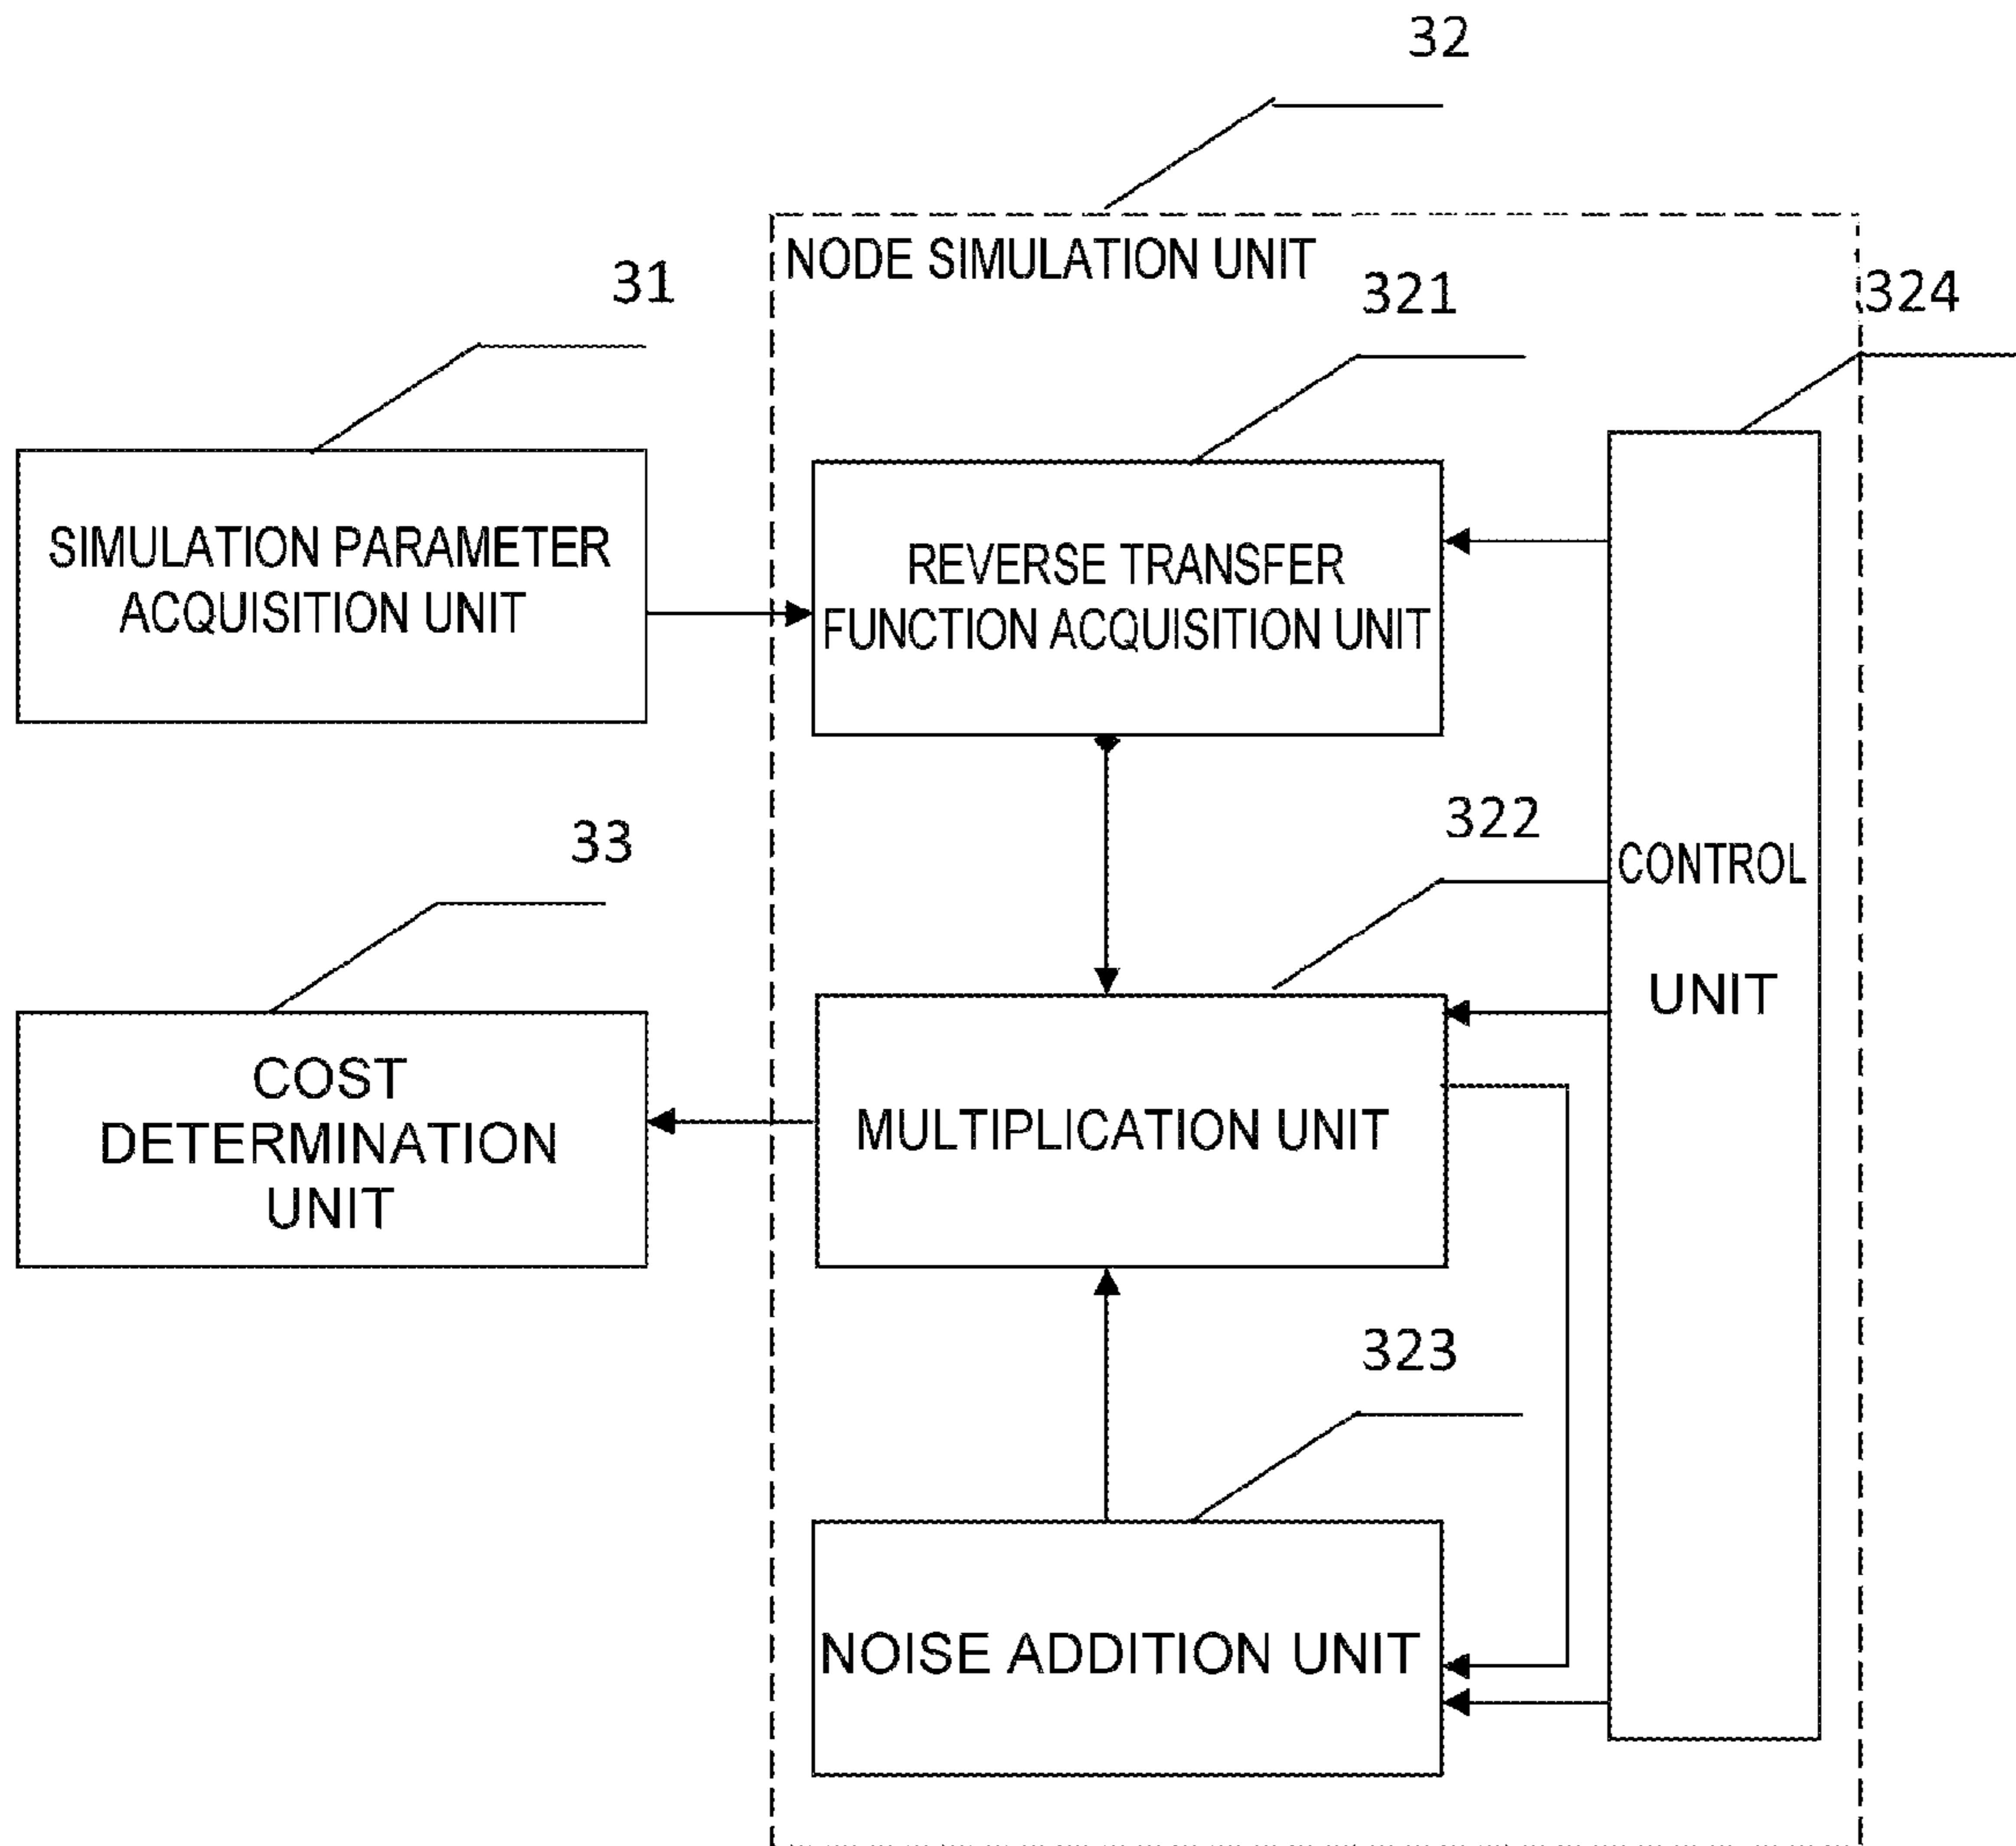 32
NODE SIMULATION UNIT
31
321
324
SIMULATION PARAMETER
ACQUISITION UNIT
REVERSE TRANSFER
FUNCTION ACQUISITION UNIT
33
322
CONTROL
UNIT
COST
DETERMINATION
UNIT
MULTIPLICATION UNIT
323
NOISE ADDITION UNIT